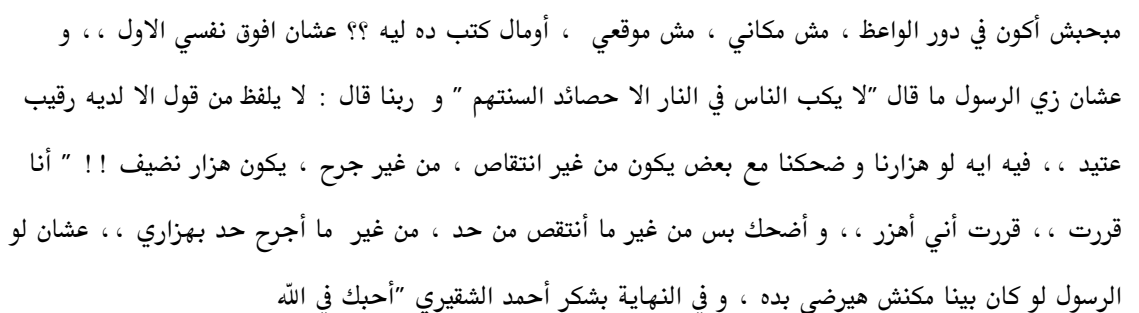 مبحبش أكون في دور الواعظ ، مش مكاني ، مش موقعي ، أومال كتب ده ليه ؟؟ عشان افوق نفسي الاول ،، و
عشان زي الرسول ما قال "لا يكب الناس في النار الا حصائد السنتهم " و ربنا قال : لا يلفظ من قول الا لديه رقيب
عتيد ،، فيه ايه لو هزارنا و ضحكنا مع بعض يكون من غير انتقاص ، من غير جرح ، يكون هزار نضيف !! " أنا
قررت ،، قررت أني أهزر ،، و أضحك بس من غير ما أنتقص من حد ، من غير ما أجرح حد بهزاري ،، عشان لو
الرسول لو كان بينا مكنش هيرضى بده ، و في النهاية بشكر أحمد الشقيري "أحبك في الله